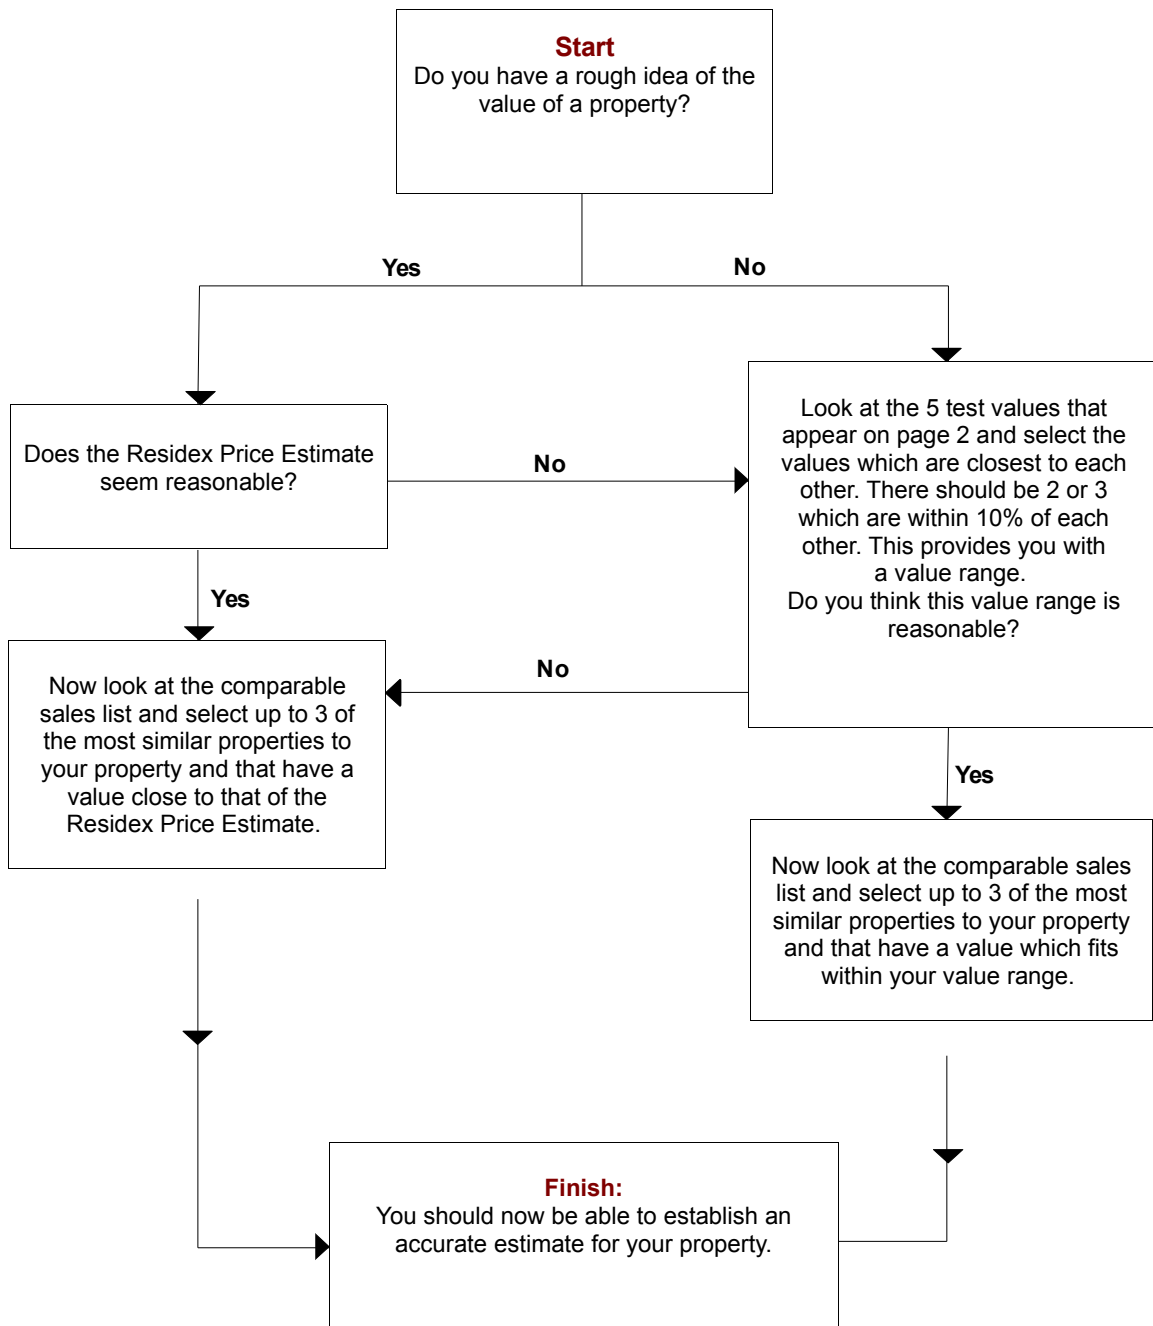 Start
Do you have a rough idea of the
value of a property?
Yes
No
Does the Residex Price Estimate
seem reasonable?
No
Look at the 5 test values that
appear on page 2 and select the
values which are closest to each
other. There should be 2 or 3
which are within 10% of each
other. This provides you with
a value range.
Do you think this value range is
reasonable?
Yes
No
Now look at the comparable
sales list and select up to 3 of
the most similar properties to
your property and that have a
value close to that of the
Residex Price Estimate.
Yes
Now look at the comparable sales
list and select up to 3 of the most
similar properties to your property
and that have a value which fits
within your value range.
Finish:
You should now be able to establish an
accurate estimate for your property.